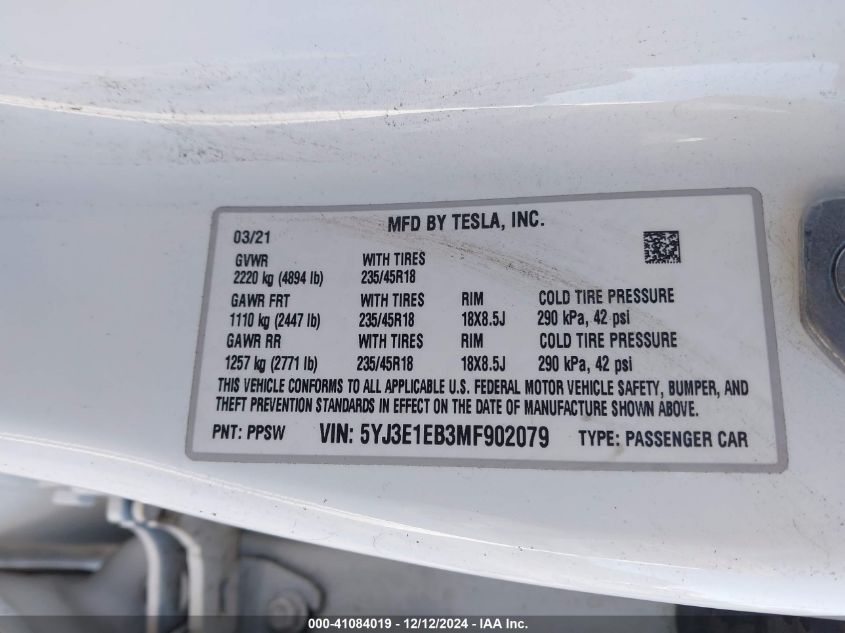 MFD BY TESLA, INC.
03/21
GVWR WITH TIRES
2220 kg (4894 lb) 235/45R18
GAWR FRT WITH TIRES RIM COLD TIRE PRESSURE
1110 kg (2447 lb) 235/45R18 18X8.5J 290 kPa, 42 psi
GAWR RR WITH TIRES RIM COLD TIRE PRESSURE
1257 kg (2771 lb) 235/45R18 18X8.5J 290 kPa, 42 psi
THIS VEHICLE CONFORMS TO ALL APPLICABLE U.S. FEDERAL MOTOR VEHICLE SAFETY, BUMPER, AND
THEFT PREVENTION STANDARDS IN EFFECT ON THE DATE OF MANUFACTURE SHOWN ABOVE.
PNT: PPSW VIN: 5YJ3E1EB3MF902079 TYPE: PASSENGER CAR
000-41084019 - 12/12/2024 - IAA Inc.